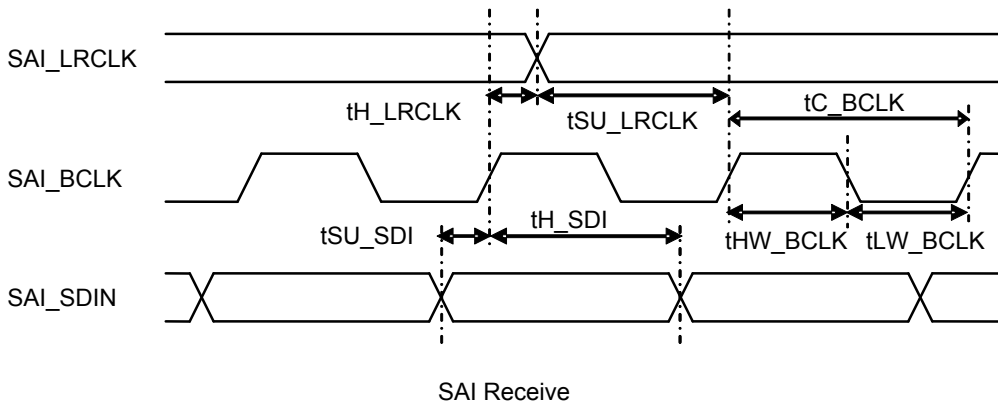 SAI_LRCLK
tH_LRCLK
tSU_LRCLK
tC_BCLK
SAI_BCLK
tSU_SDI
tH_SDI
tHW_BCLK
tLW_BCLK
SAI_SDIN
SAI Receive